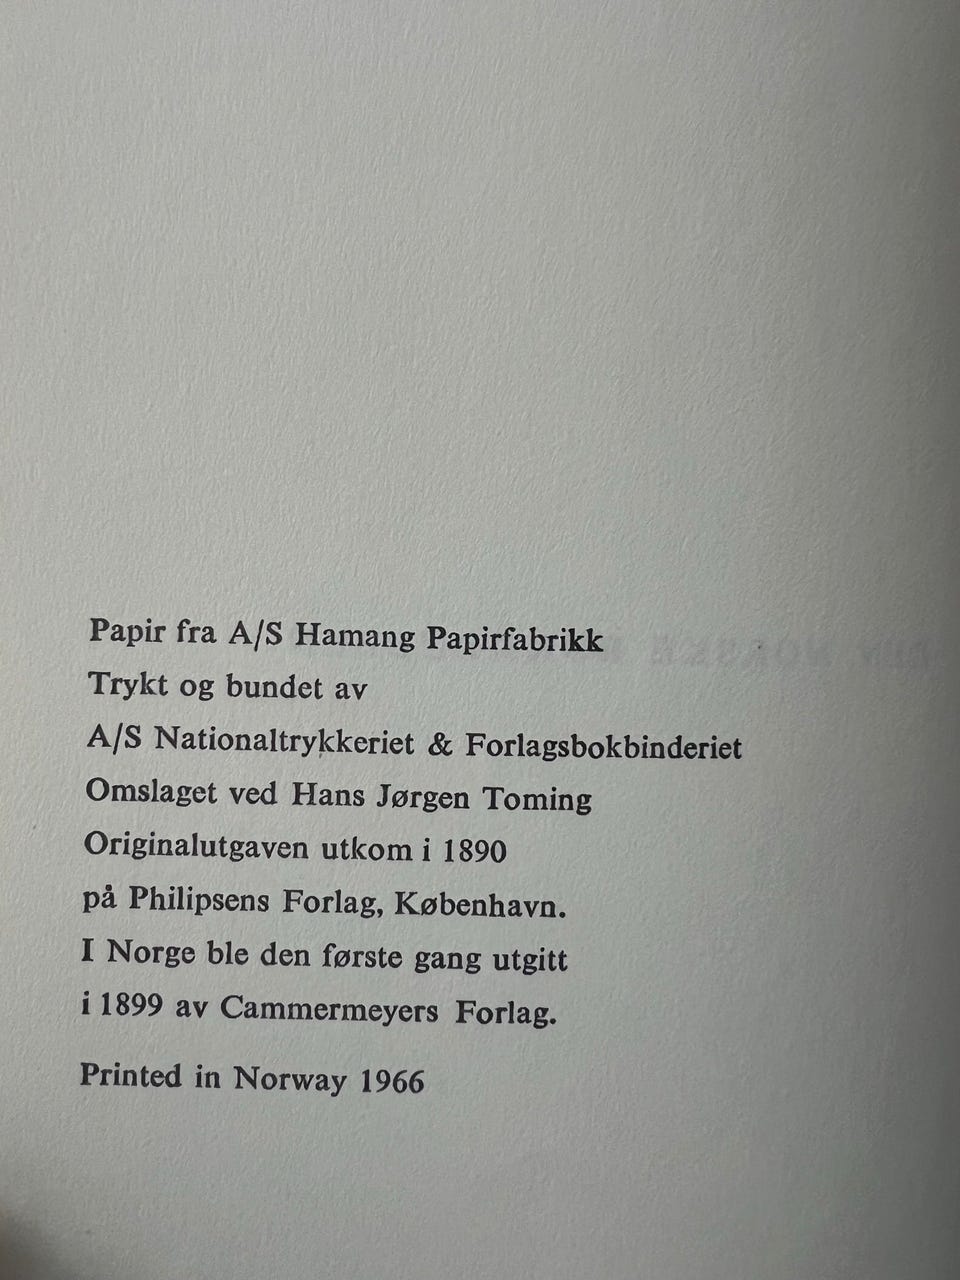 Papir fra A/S Hamang Papirfabrikk
Trykt og bundet av
A/S Nationaltrykkeriet & Forlagsbokbinderiet
Omslaget ved Hans Jørgen Toming
Originalutgaven utkom i 1890
på Philipsens Forlag, København.
I Norge ble den første gang utgitt
i 1899 av Cammermeyers Forlag.
Printed in Norway 1966